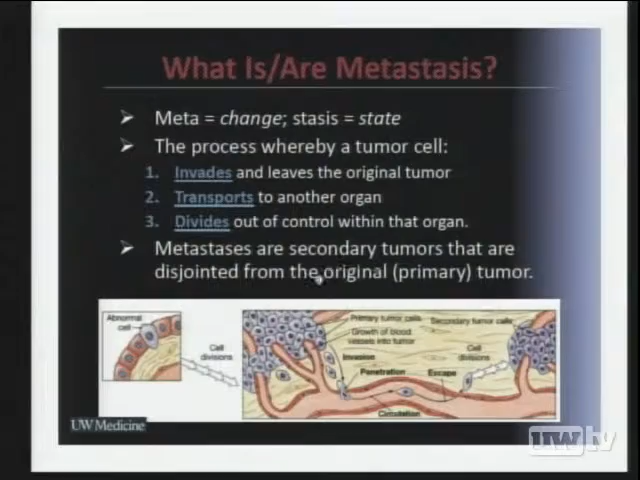 What Is/Are Metastasis?
➢ Meta = change; stasis = state
➢ The process whereby a tumor cell:
1. Invades and leaves the original tumor
2. Transports to another organ
3. Divides out of control within that organ.
➢ Metastases are secondary tumors that are
disjointed from the original (primary) tumor.
Abnormal
cell
Cell
divisions
Primary tumor cells
Growth of blood
vessels into tumor
Invasion
Penetration
Circulation
Secondary tumor cells
Cell
divisions
Escape
UW Medicine
UWtv